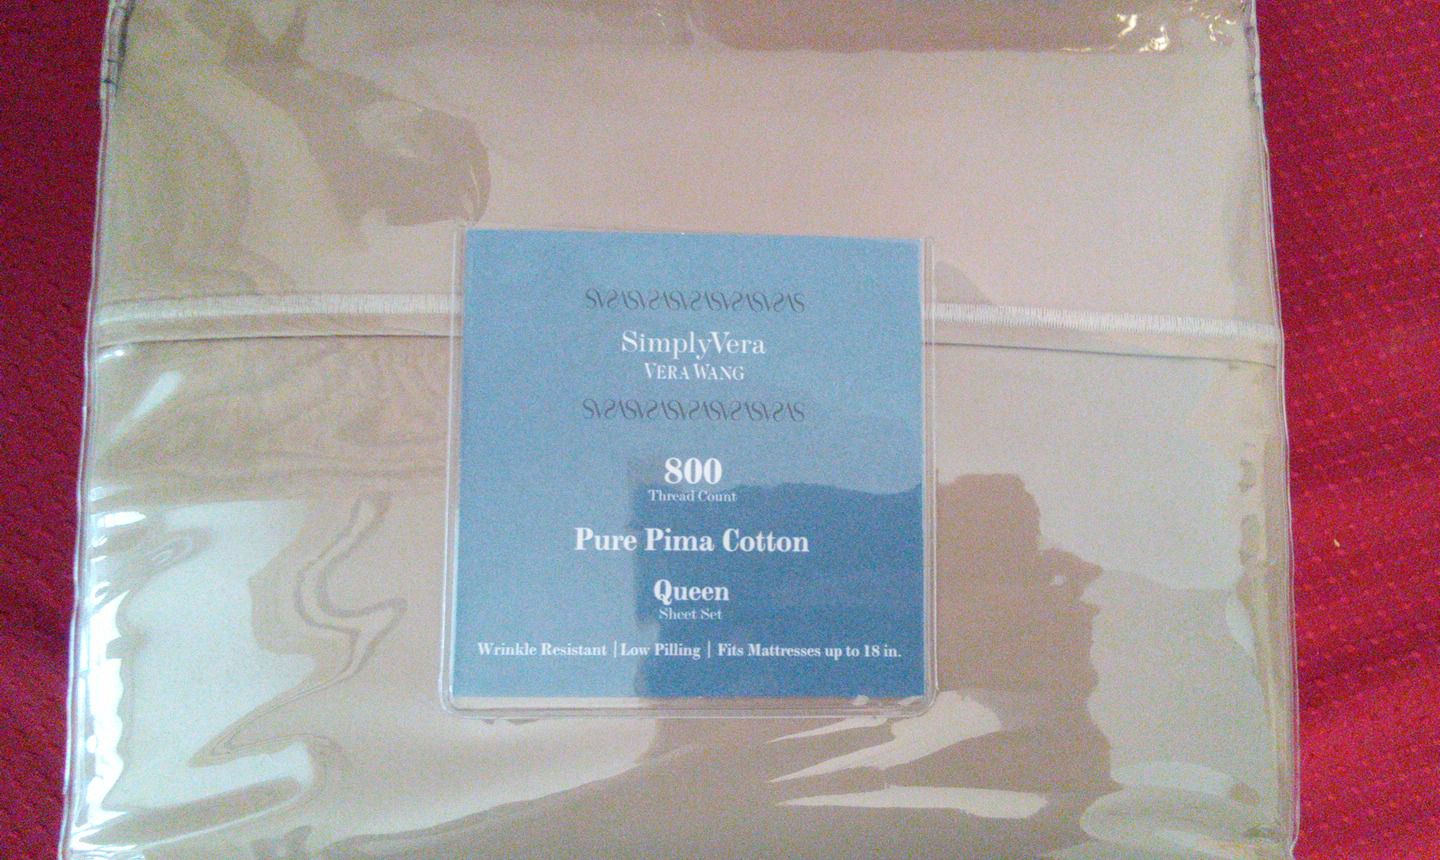 SimplyVera
VERA WANG
800
Thread Count
Pure Pima Cotton
Queen
Sheet Set
Wrinkle Resistant | Low Pilling | Fits Mattresses up to 18 in.